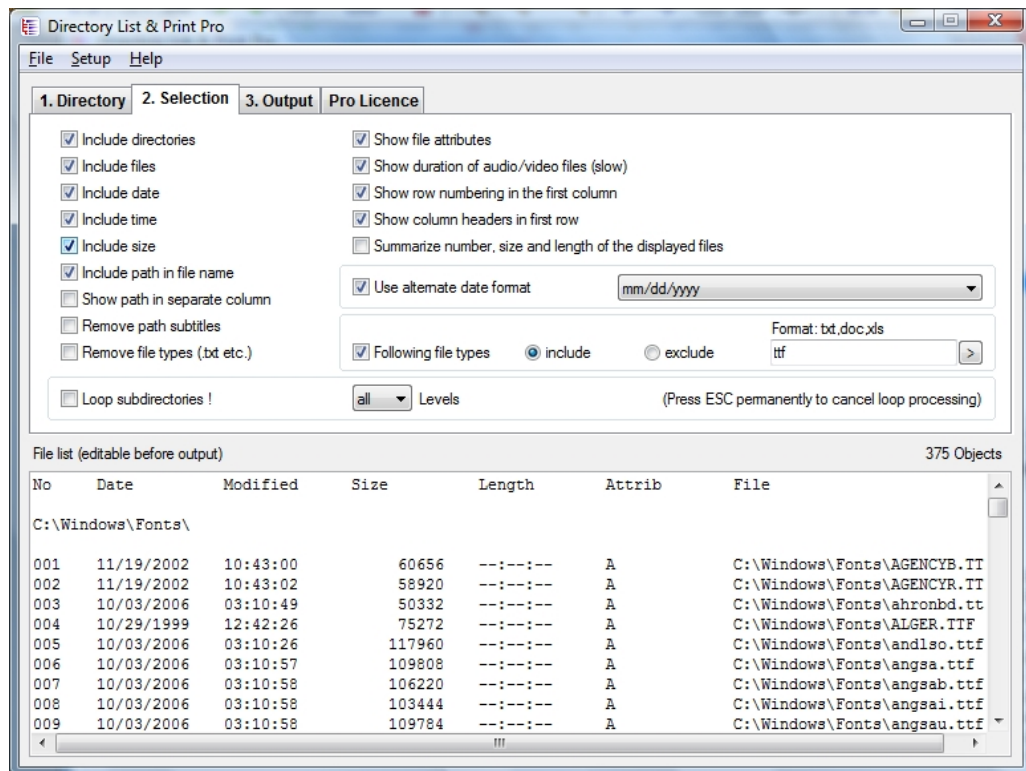 Directory List & Print Pro
File Setup Help
1. Directory 2. Selection 3. Output Pro Licence
Include directories Show file attributes
Include files Show duration of audio/video files (slow)
Include date Show row numbering in the first column
Include time Show column headers in first row
Include size Summarize number, size and length of the displayed files
Include path in file name
Use alternate date format mm/dd/yyyy
Show path in separate column
Remove path subtitles Format: txt,doc,xls
Remove file types (.txt etc.) Following file types include exclude ttf >
Loop subdirectories ! all Levels (Press ESC permanently to cancel loop processing)
File list (editable before output) 375 Objects
No Date Modified Size Length Attrib File
C:\Windows\Fonts\
001 11/19/2002 10:43:00 60656 --:--:-- A C:\Windows\Fonts\AGENCYB.TT
002 11/19/2002 10:43:02 58920 --:--:-- A C:\Windows\Fonts\AGENCYR.TT
003 10/03/2006 03:10:49 50332 --:--:-- A C:\Windows\Fonts\ahronbd.tt
004 10/29/1999 12:42:26 75272 --:--:-- A C:\Windows\Fonts\ALGER.TTF
005 10/03/2006 03:10:26 117960 --:--:-- A C:\Windows\Fonts\andlso.ttf
006 10/03/2006 03:10:57 109808 --:--:-- A C:\Windows\Fonts\angsa.ttf
007 10/03/2006 03:10:58 106220 --:--:-- A C:\Windows\Fonts\angsab.ttf
008 10/03/2006 03:10:58 103444 --:--:-- A C:\Windows\Fonts\angsai.ttf
009 10/03/2006 03:10:58 109784 --:--:-- A C:\Windows\Fonts\angsau.ttf